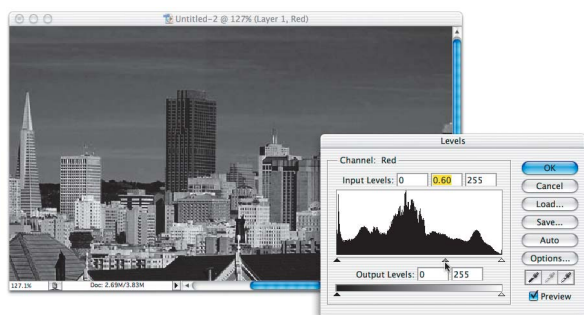 Untitled-2 @ 127% (Layer 1, Red)
127.1%
Doc: 2.69M/3.83M
Levels
Channel: Red
Input Levels: 0 0.60 255
Output Levels: 0 255
OK
Cancel
Load...
Save...
Auto
Options...
Preview